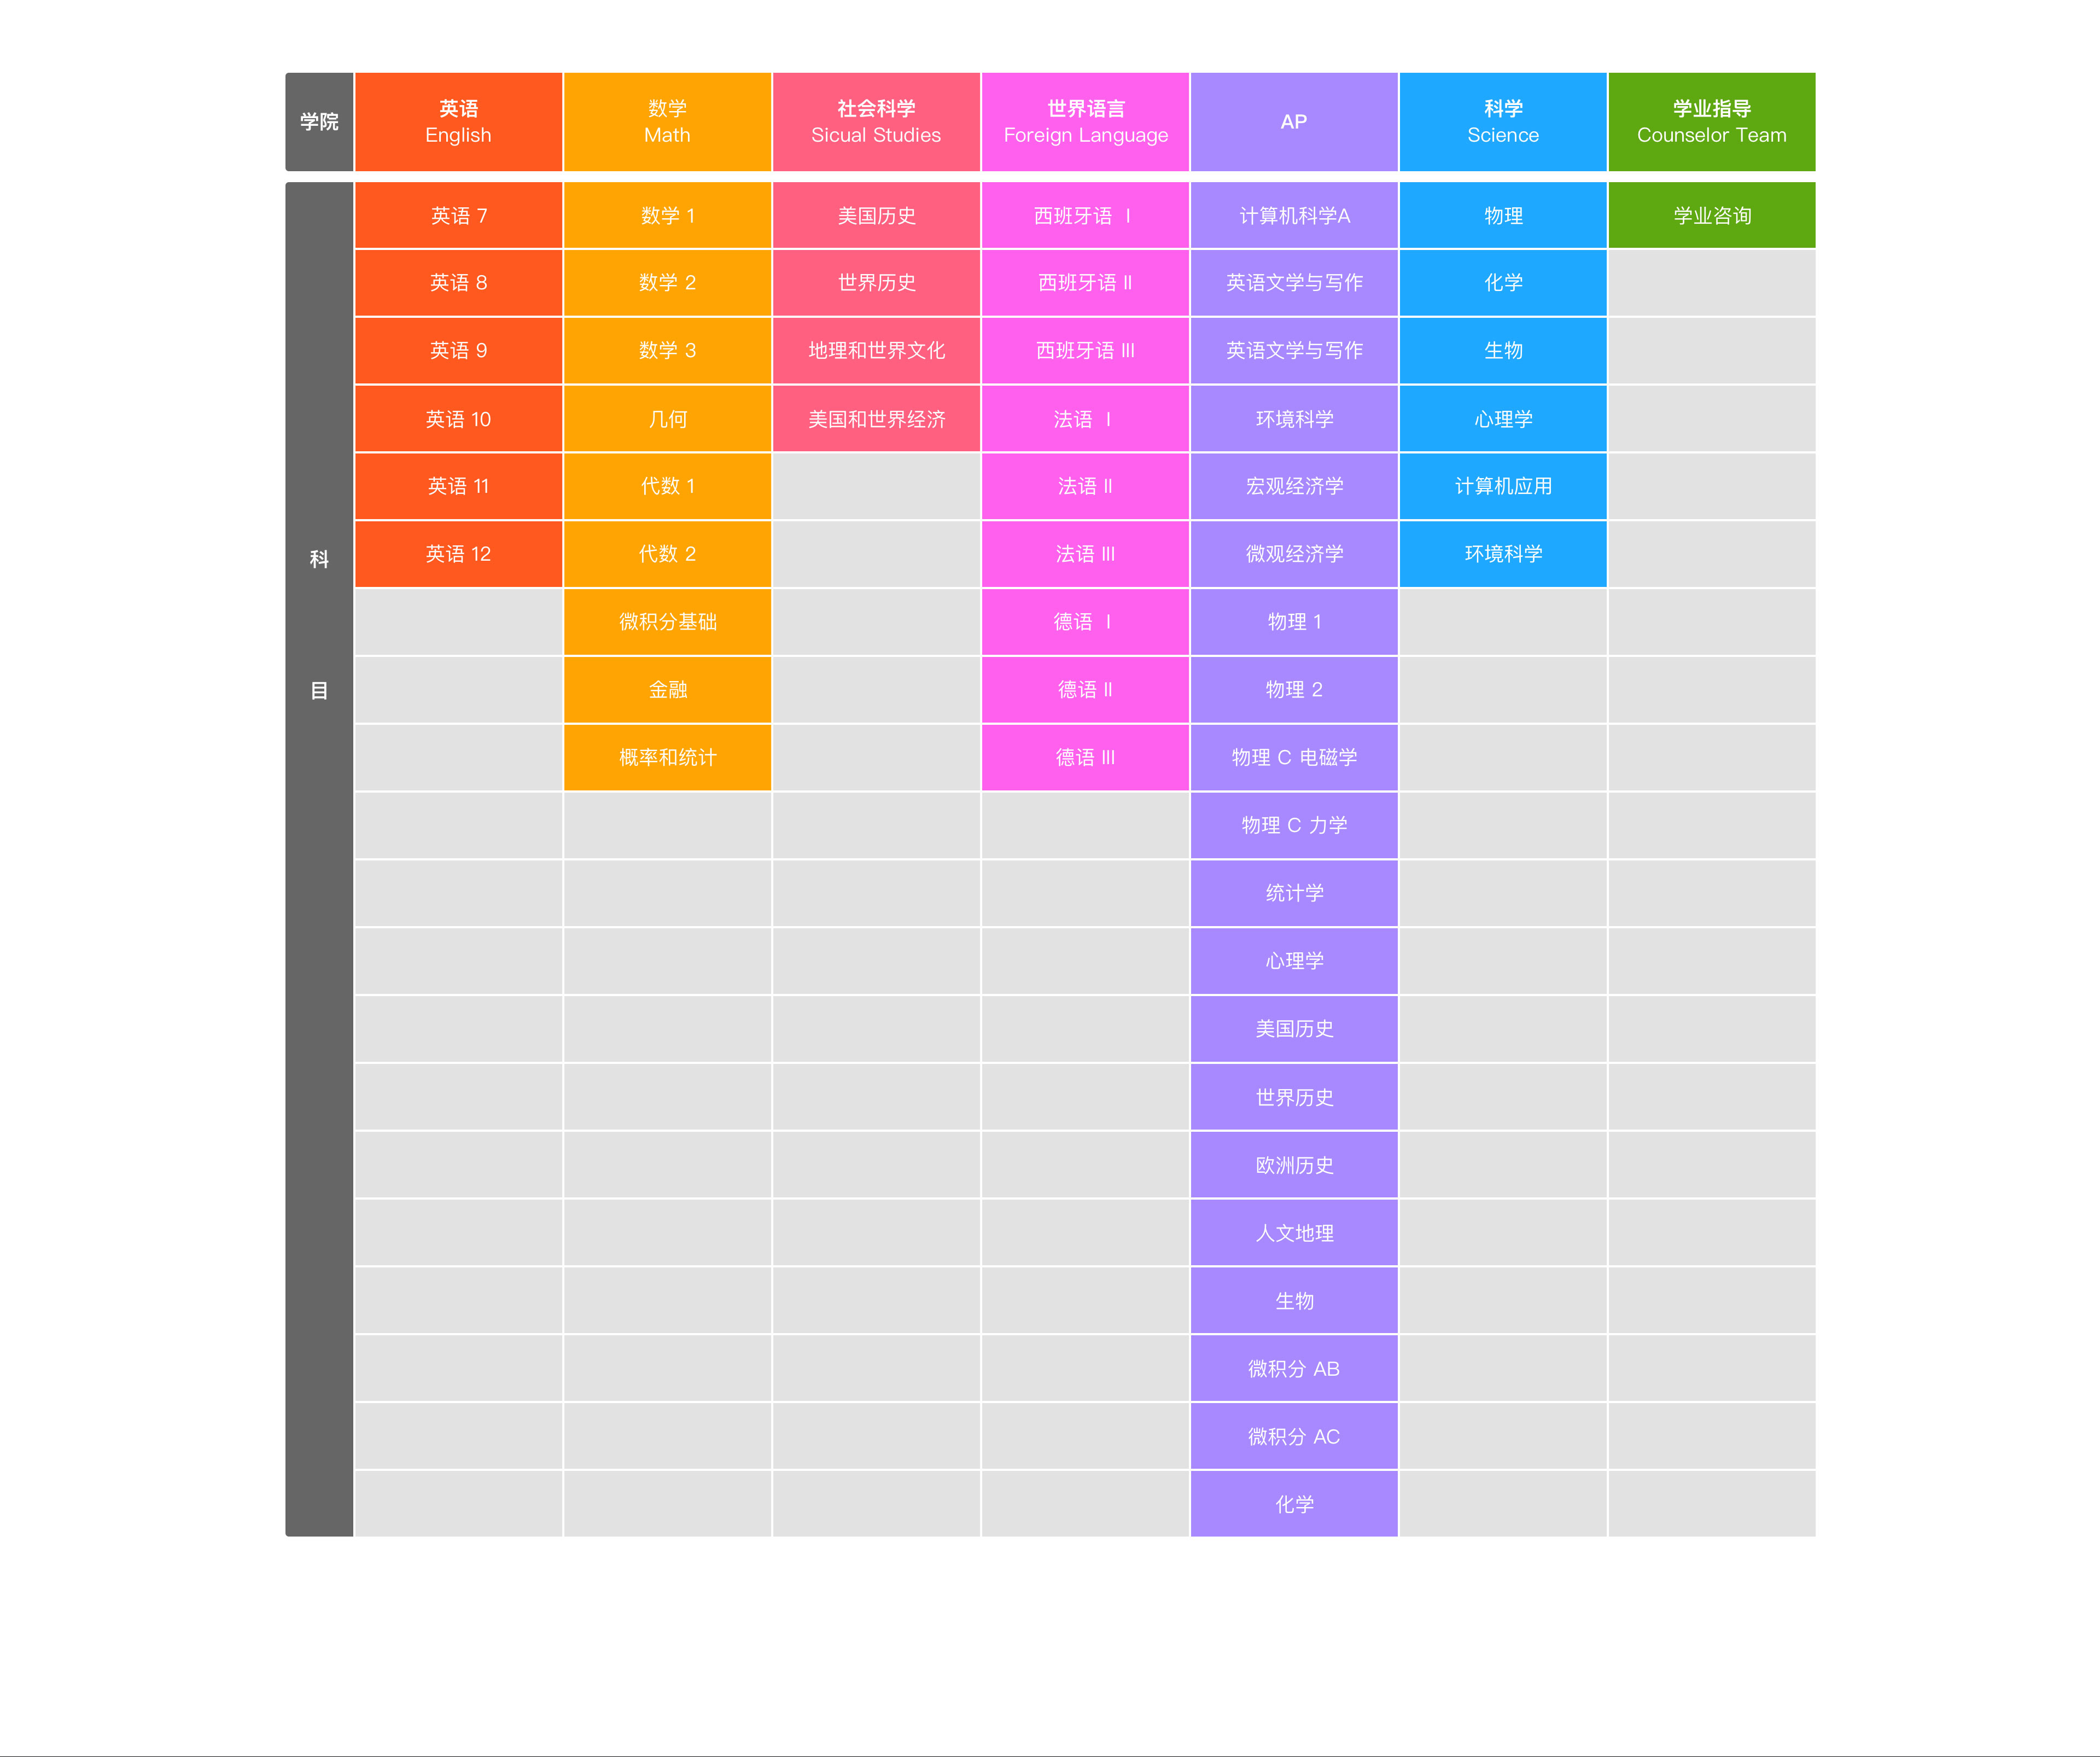 学院
英语
English
数学
Math
社会科学
Sicual Studies
世界语言
Foreign Language
AP
科学
Science
学业指导
Counselor Team
科
目
英语 7
数学 1
美国历史
西班牙语 I
计算机科学A
物理
学业咨询
英语 8
数学 2
世界历史
西班牙语 II
英语文学与写作
化学
英语 9
数学 3
地理和世界文化
西班牙语 III
英语文学与写作
生物
英语 10
几何
美国和世界经济
法语 I
环境科学
心理学
英语 11
代数 1
法语 II
宏观经济学
计算机应用
英语 12
代数 2
法语 III
微观经济学
环境科学
微积分基础
德语 I
物理 1
金融
德语 II
物理 2
概率和统计
德语 III
物理 C 电磁学
物理 C 力学
统计学
心理学
美国历史
世界历史
欧洲历史
人文地理
生物
微积分 AB
微积分 AC
化学